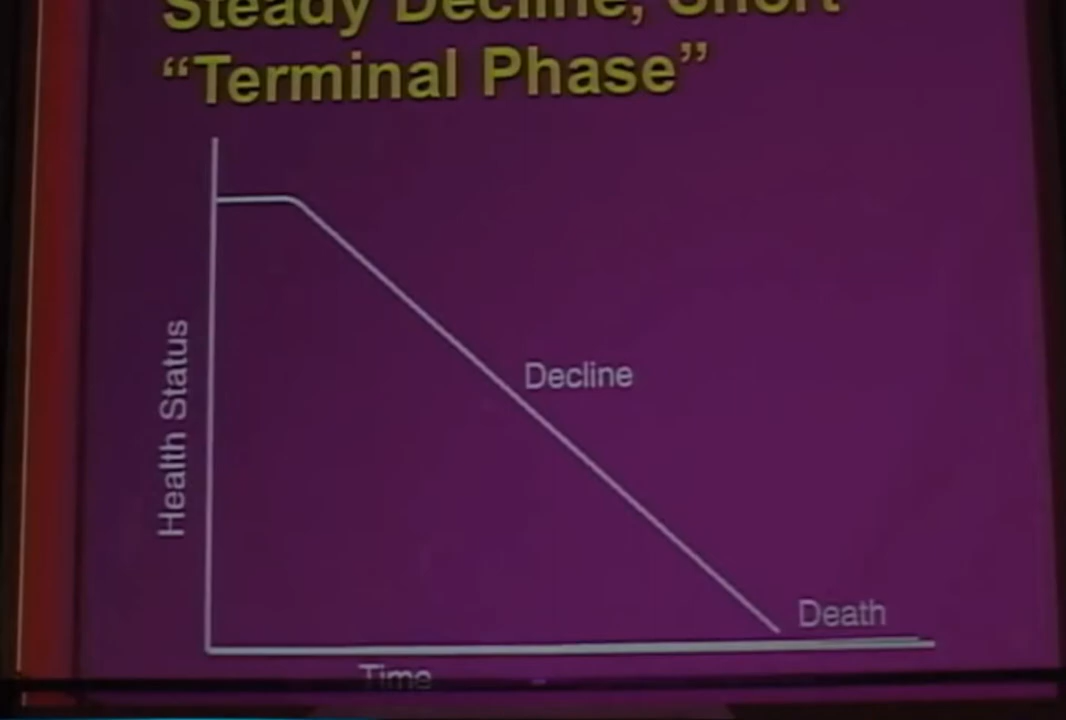 Steady Decline, Short
“Terminal Phase”
Health Status
Decline
Death
Time